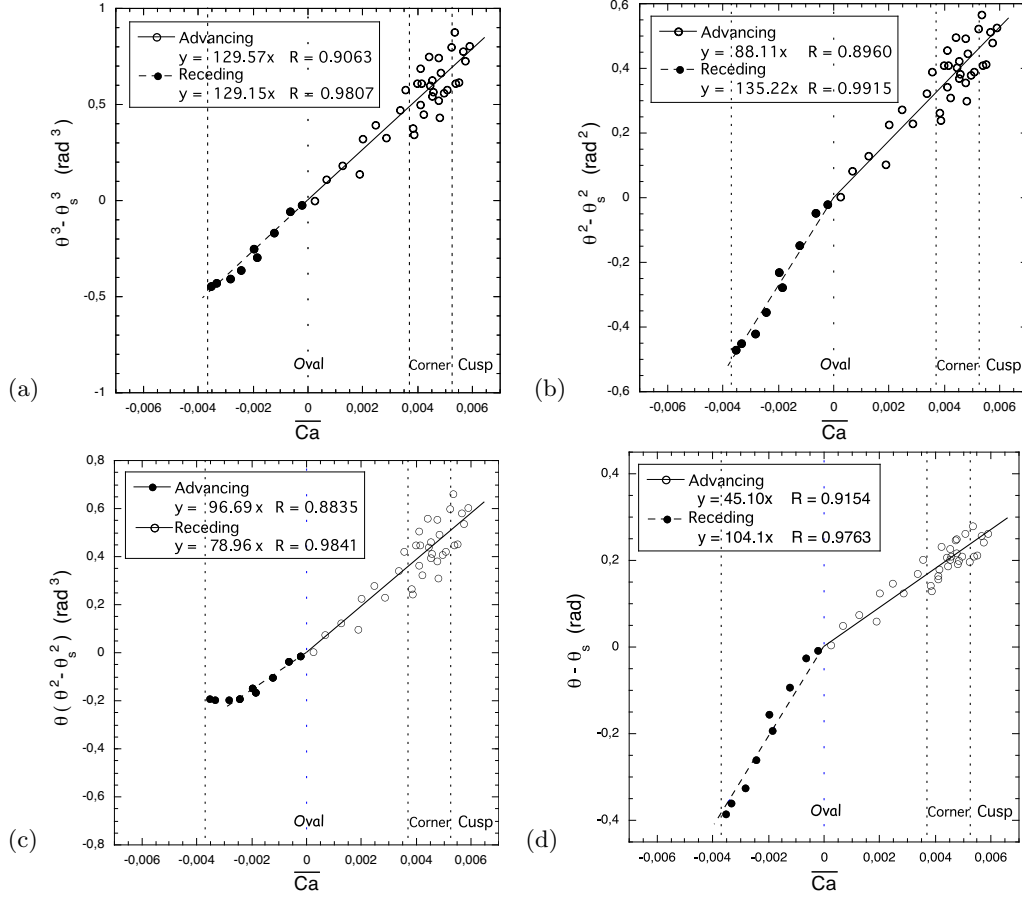 (a)
Advancing
y = 129.57x R = 0.9063
Receding
y = 129.15x R = 0.9807
θ³ - θₛ³ (rad ³)
1
0,5
0
-0,5
1
Oval
Corner
Cusp
-0,006 -0,004 -0,002 0 0,002 0,004 0,006
Ca
(b)
Advancing
y = 88.11x R = 0.8960
Receding
y = 135.22x R = 0.9915
θ² - θₛ² (rad ²)
0,6
0,4
0,2
0
-0,2
-0,4
-0,6
Oval
Corner
Cusp
-0,006 -0,004 -0,002 0 0,002 0,004 0,006
Ca
(c)
Advancing
y = 96.69x R = 0.8835
Receding
y = 78.96x R = 0.9841
θ ( θ² - θₛ² ) (rad³)
0,8
0,6
0,4
0,2
0
-0,2
-0,4
-0,6
-0,8
Oval
Corner
Cusp
-0,006 -0,004 -0,002 0 0,002 0,004 0,006
Ca
(d)
Advancing
y = 45.10x R = 0.9154
Receding
y = 104.1x R = 0.9763
θ - θₛ (rad)
0,4
0,2
0
-0,2
-0,4
Oval
Corner
Cusp
-0,006 -0,004 -0,002 0 0,002 0,004 0,006
Ca